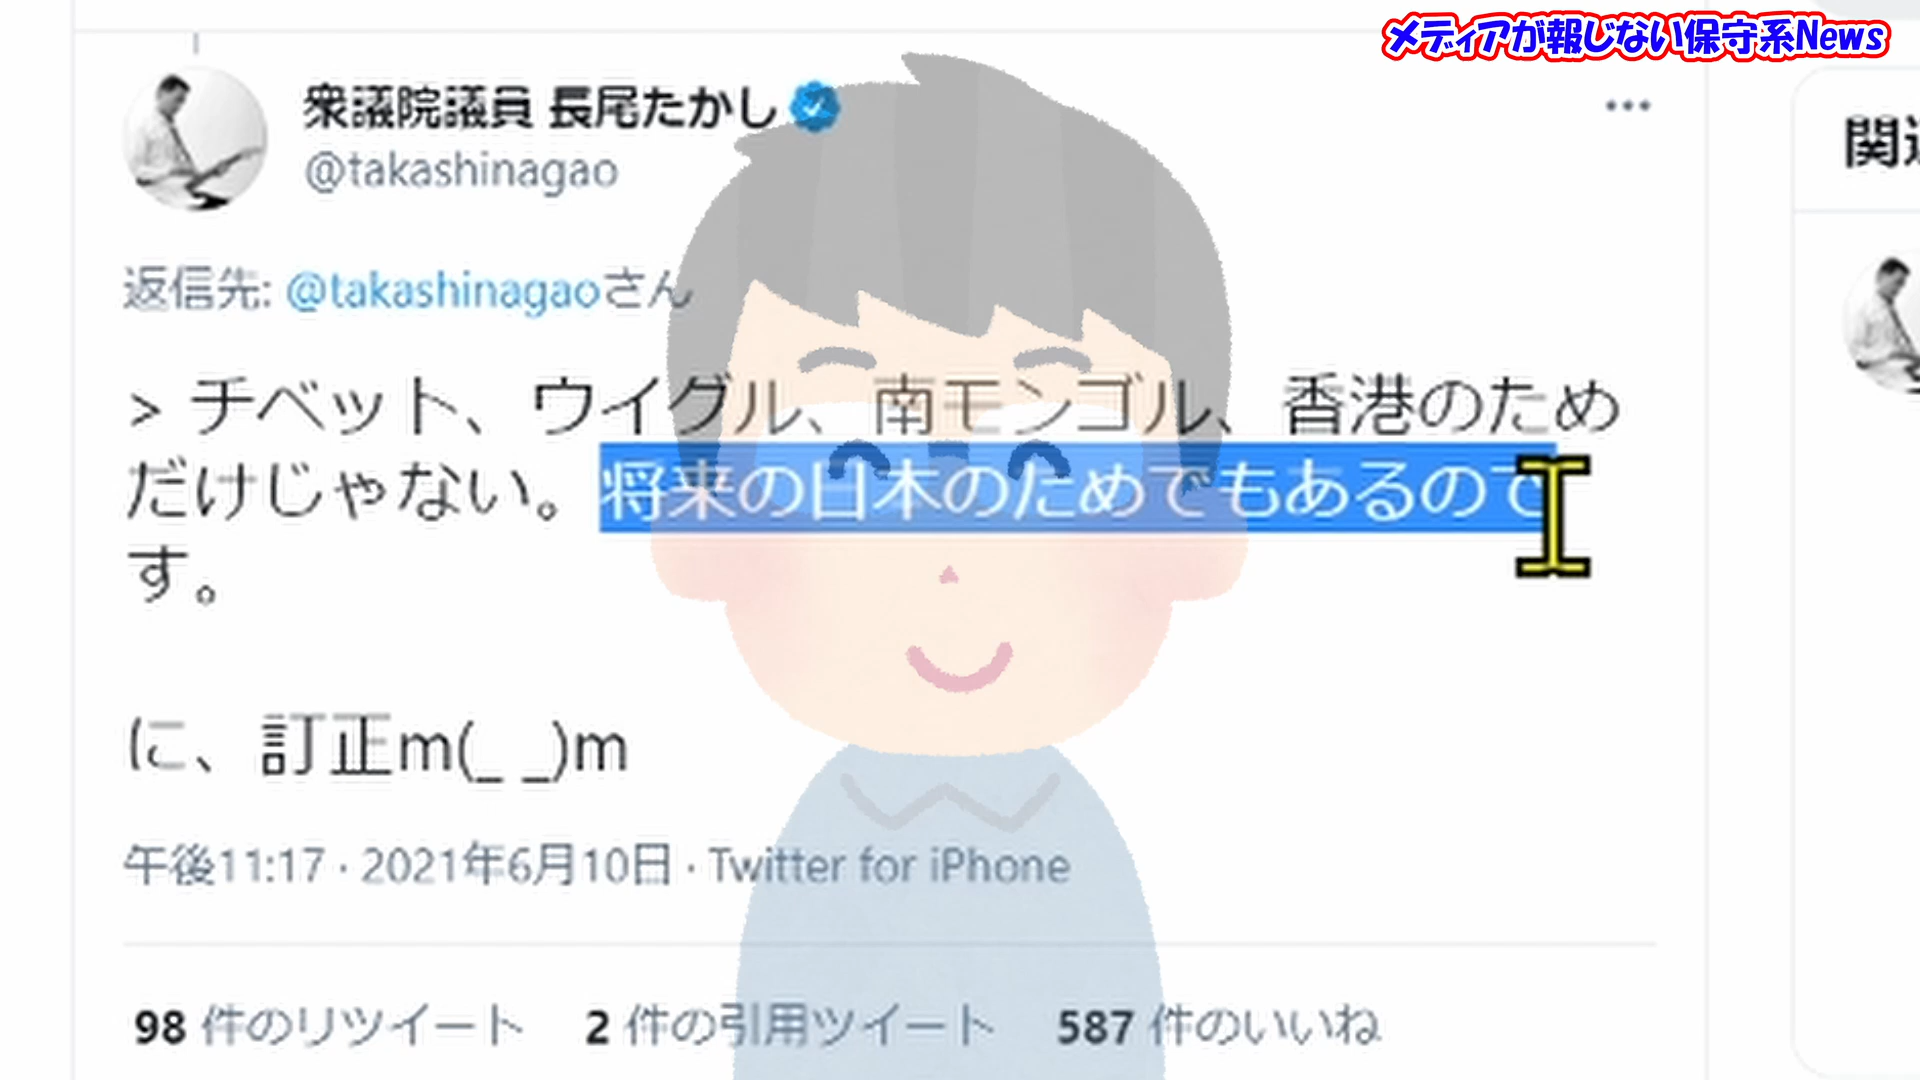 メディアが報じない保守系News
衆議院議員 長尾たかし
@takashinagao
返信先: @takashinagaoさん
> チベット、ウイグル、南モンゴル、香港のため
だけじゃない。将来の日本のためでもあるので
す。
に、訂正m(_ _)m
午後11:17 · 2021年6月10日 · Twitter for iPhone
98 件のリツイート 2 件の引用ツイート 587 件のいいね